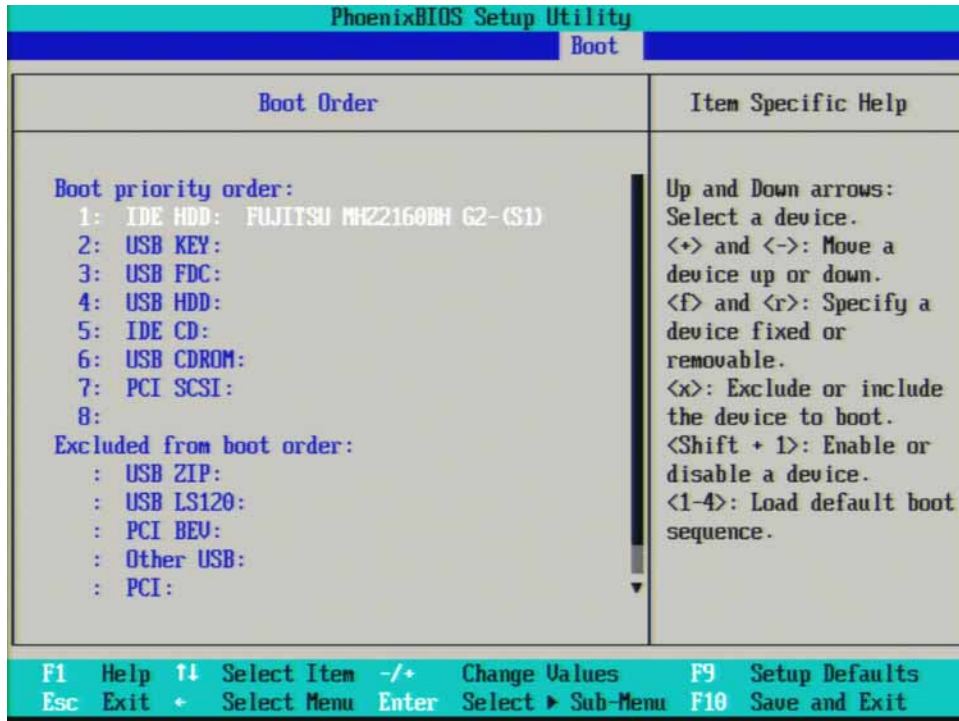 PhoenixBIOS Setup Utility
Boot
Boot Order
Item Specific Help
Boot priority order:
1: IDE HDD: FUJITSU MHZ2160BH G2-(S1)
2: USB KEY:
3: USB FDC:
4: USB HDD:
5: IDE CD:
6: USB CDROM:
7: PCI SCSI:
8:
Excluded from boot order:
: USB ZIP:
: USB LS120:
: PCI BEV:
: Other USB:
: PCI:
Up and Down arrows:
Select a device.
<+> and <->: Move a
device up or down.
<f> and <r>: Specify a
device fixed or
removable.
<x>: Exclude or include
the device to boot.
<Shift + 1>: Enable or
disable a device.
<1-4>: Load default boot
sequence.
F1 Help ↑↓ Select Item -/+ Change Values F9 Setup Defaults
Esc Exit ← Select Menu Enter Select ▶ Sub-Menu F10 Save and Exit